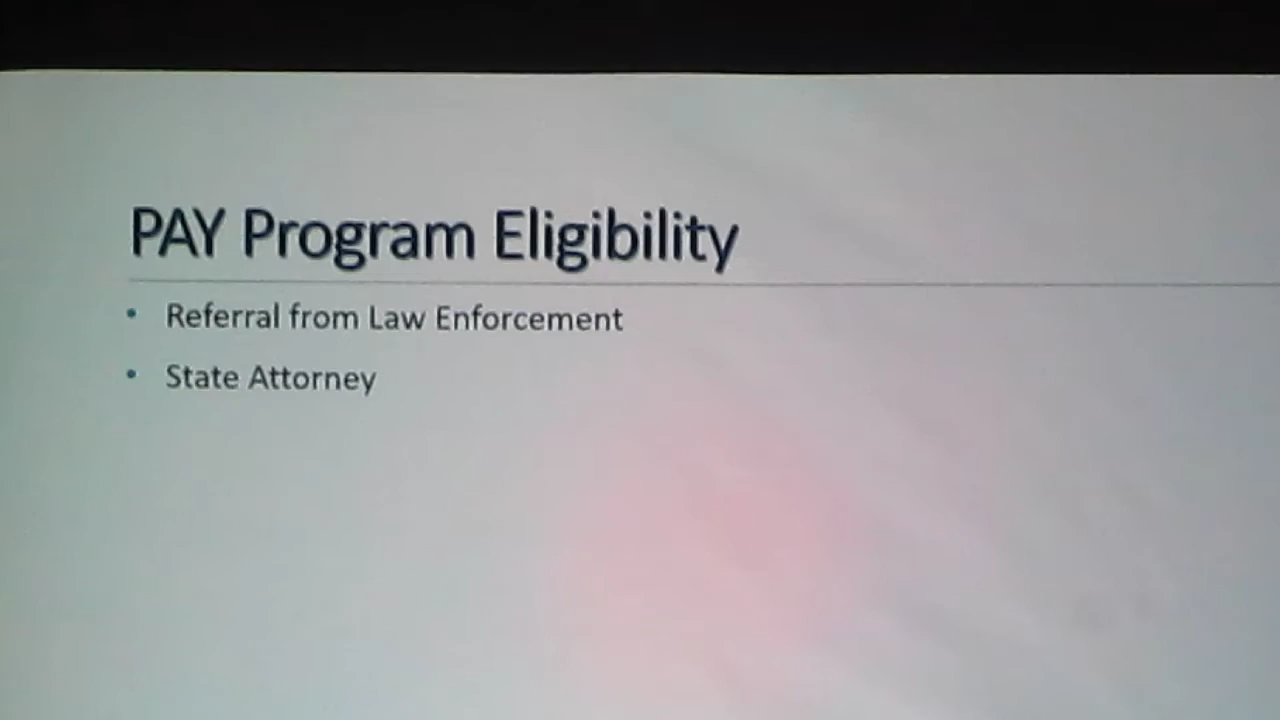 PAY Program Eligibility
• Referral from Law Enforcement
• State Attorney